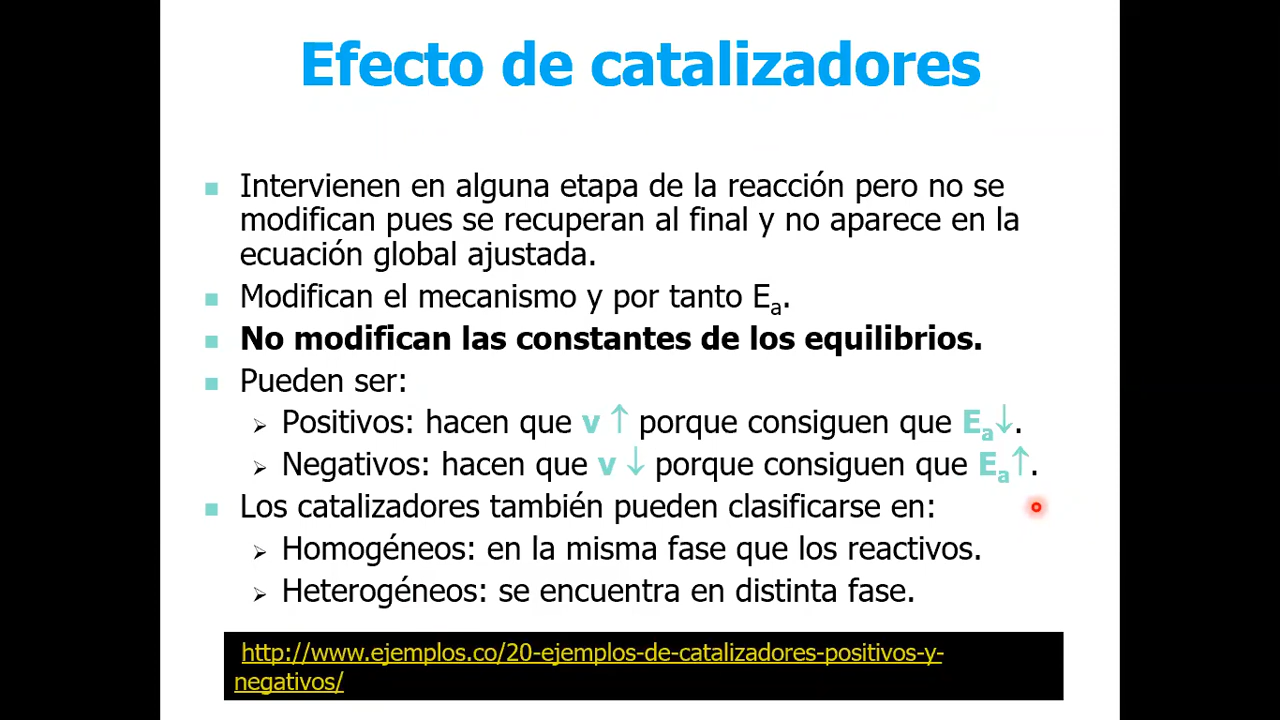 Efecto de catalizadores
Intervienen en alguna etapa de la reacción pero no se
modifican pues se recuperan al final y no aparece en la
ecuación global ajustada.
Modifican el mecanismo y por tanto Ea.
No modifican las constantes de los equilibrios.
Pueden ser:
Positivos: hacen que v ↑ porque consiguen que Ea↓.
Negativos: hacen que v ↓ porque consiguen que Ea↑.
Los catalizadores también pueden clasificarse en:
Homogéneos: en la misma fase que los reactivos.
Heterogéneos: se encuentra en distinta fase.
http://www.ejemplos.co/20-ejemplos-de-catalizadores-positivos-y-
negativos/